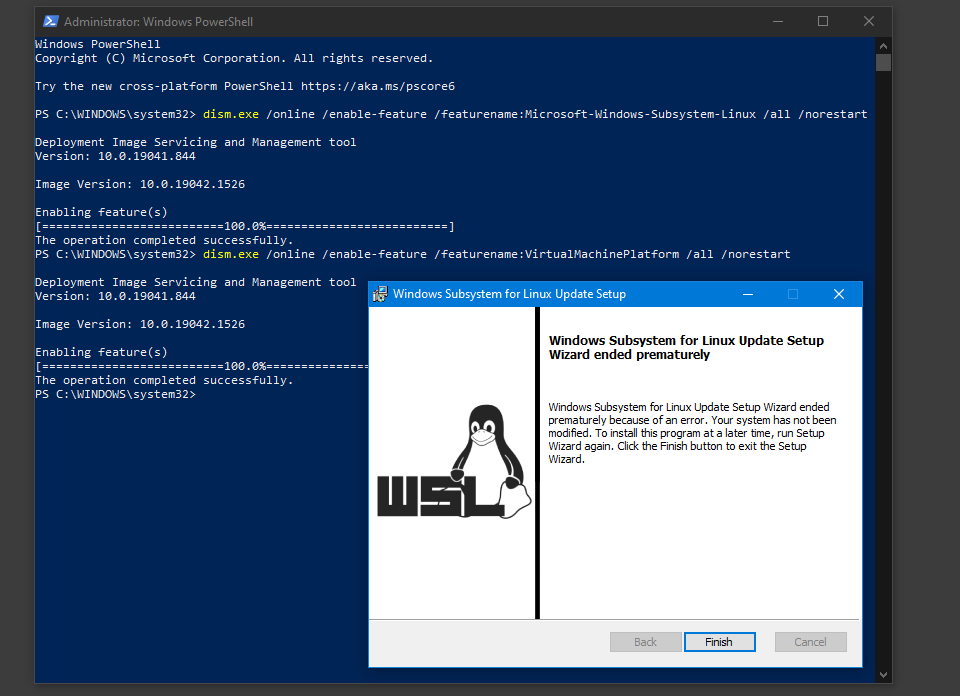 Administrator: Windows PowerShell
Windows PowerShell
Copyright (C) Microsoft Corporation. All rights reserved.
Try the new cross-platform PowerShell https://aka.ms/pscore6
PS C:\WINDOWS\system32> dism.exe /online /enable-feature /featurename:Microsoft-Windows-Subsystem-Linux /all /norestart
Deployment Image Servicing and Management tool
Version: 10.0.19041.844
Image Version: 10.0.19042.1526
Enabling feature(s)
[==========================100.0%==========================]
The operation completed successfully.
PS C:\WINDOWS\system32> dism.exe /online /enable-feature /featurename:VirtualMachinePlatform /all /norestart
Deployment Image Servicing and Management tool
Version: 10.0.19041.844
Image Version: 10.0.19042.1526
Enabling feature(s)
[==========================100.0%===============
The operation completed successfully.
PS C:\WINDOWS\system32>
Windows Subsystem for Linux Update Setup
Windows Subsystem for Linux Update Setup
Wizard ended prematurely
Windows Subsystem for Linux Update Setup Wizard ended
prematurely because of an error. Your system has not been
modified. To install this program at a later time, run Setup
Wizard again. Click the Finish button to exit the Setup
Wizard.
WSL
Back
Finish
Cancel